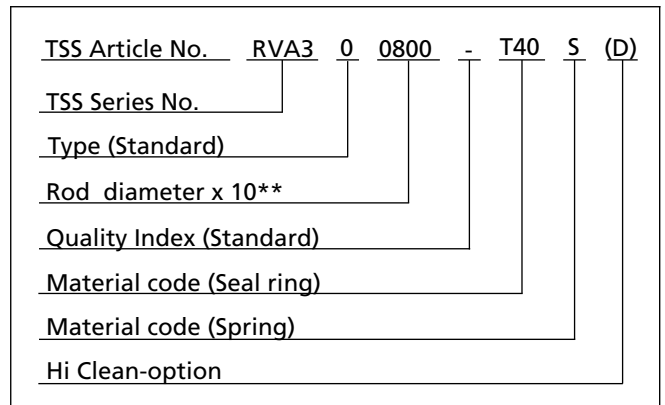 TSS Article No. RVA3 0 0800 - T40 S (D)
TSS Series No.
Type (Standard)
Rod diameter x 10**
Quality Index (Standard)
Material code (Seal ring)
Material code (Spring)
Hi Clean-option